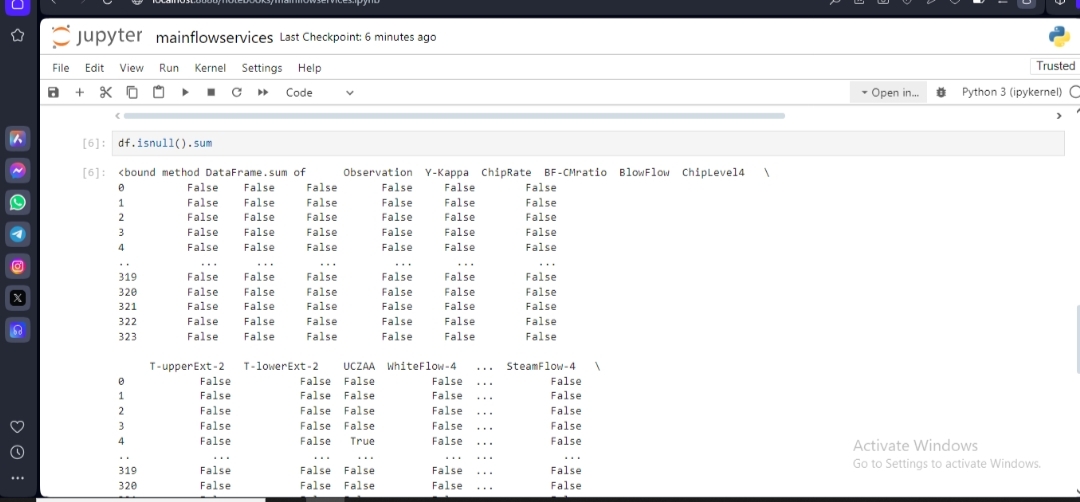 jupyter mainflowservices Last Checkpoint: 6 minutes ago
Trusted
File Edit View Run Kernel Settings Help
Code
Open in... Python 3 (ipykernel)
[6]: df.isnull().sum
[6]: <bound method DataFrame.sum of Observation Y-Kappa ChipRate BF-CMratio BlowFlow ChipLevel4 \
0 False False False False False False
1 False False False False False False
2 False False False False False False
3 False False False False False False
4 False False False False False False
.. ... ... ... ... ... ...
319 False False False False False False
320 False False False False False False
321 False False False False False False
322 False False False False False False
323 False False False False False False
T-upperExt-2 T-lowerExt-2 UCZAA WhiteFlow-4 ... SteamFlow-4 \
0 False False False False ... False
1 False False False False ... False
2 False False False False ... False
3 False False False False ... False
4 False False True False ... False
.. ... ... ... ... ... ...
319 False False False False ... False
320 False False False False ... False
Activate Windows
Go to Settings to activate Windows.